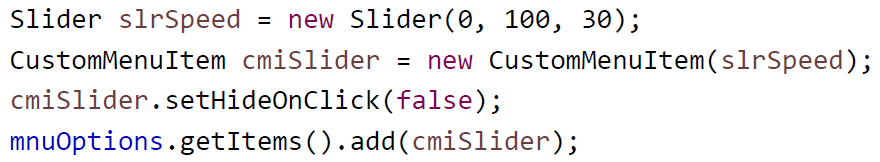 Slider slrSpeed = new Slider(0, 100, 30);
CustomMenuItem cmiSlider = new CustomMenuItem(slrSpeed);
cmiSlider.setHideOnClick(false);
mnuOptions.getItems().add(cmiSlider);